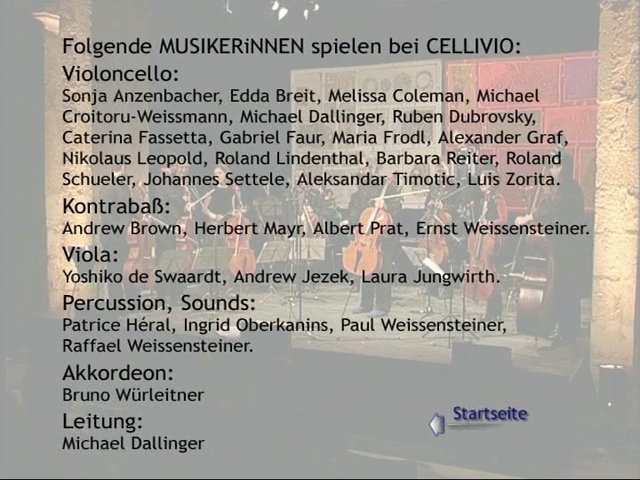 Folgende MUSIKERiNNEN spielen bei CELLIVIO:
Violoncello:
Sonja Anzenbacher, Edda Breit, Melissa Coleman, Michael
Croitoru-Weissmann, Michael Dallinger, Ruben Dubrovsky,
Caterina Fassetta, Gabriel Faur, Maria Frodl, Alexander Graf,
Nikolaus Leopold, Roland Lindenthal, Barbara Reiter, Roland
Schueler, Johannes Settele, Aleksandar Timotic, Luis Zorita.
Kontrabaß:
Andrew Brown, Herbert Mayr, Albert Prat, Ernst Weissensteiner.
Viola:
Yoshiko de Swaardt, Andrew Jezek, Laura Jungwirth.
Percussion, Sounds:
Patrice Héral, Ingrid Oberkanins, Paul Weissensteiner,
Raffael Weissensteiner.
Akkordeon:
Bruno Würleitner
Startseite
Leitung:
Michael Dallinger